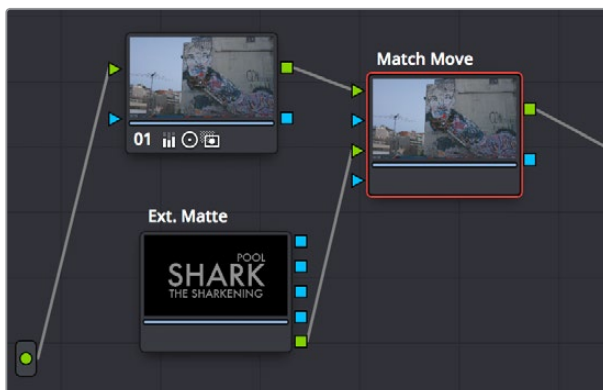 Match Move
01
Ext. Matte
POOL
SHARK
THE SHARKENING